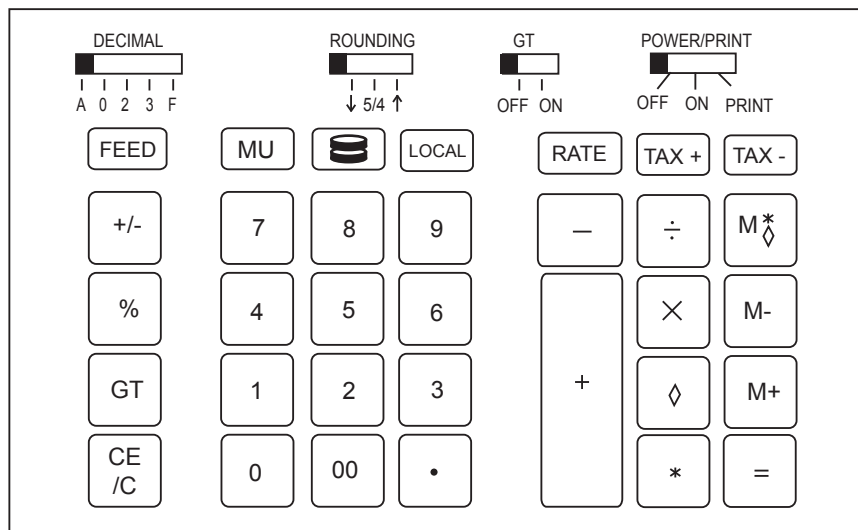 DECIMAL ROUNDING GT POWER/PRINT
A 0 2 3 F ↓ 5/4 ↑ OFF ON OFF ON PRINT
FEED MU LOCAL RATE TAX + TAX -
+/- 7 8 9 — ÷ M*◊
% 4 5 6 × M-
GT 1 2 3 + ◊ M+
CE
/C 0 00 • * =